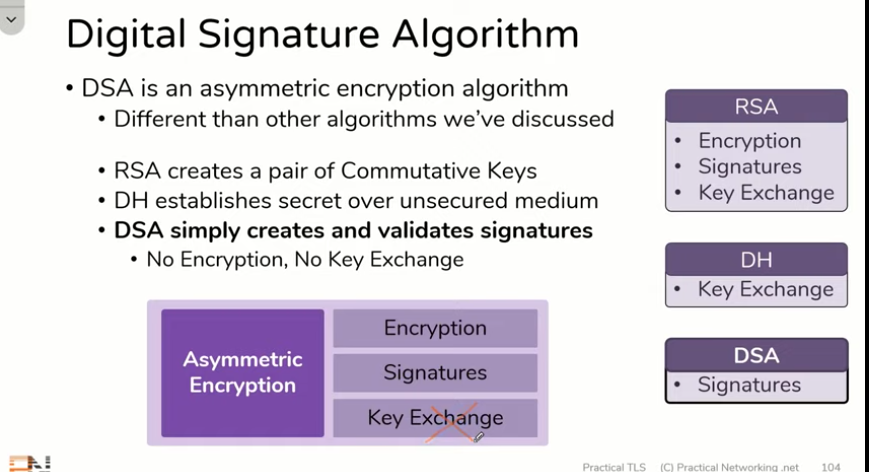 Digital Signature Algorithm
• DSA is an asymmetric encryption algorithm
• Different than other algorithms we've discussed
• RSA creates a pair of Commutative Keys
• DH establishes secret over unsecured medium
• DSA simply creates and validates signatures
• No Encryption, No Key Exchange
Asymmetric
Encryption
Encryption
Signatures
Key Exchange
RSA
• Encryption
• Signatures
• Key Exchange
DH
• Key Exchange
DSA
• Signatures
Practical TLS (C) Practical Networking .net 104